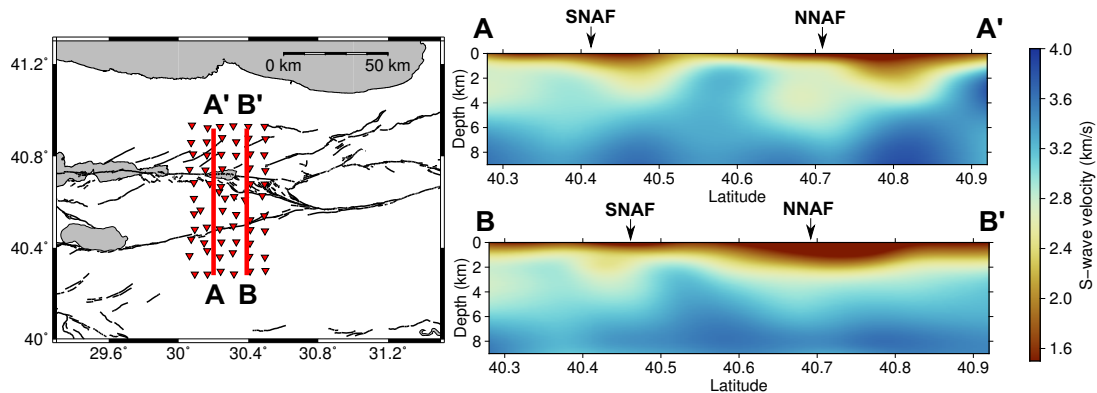 41.2°
40.8°
40.4°
40°
29.6°
30°
30.4°
30.8°
31.2°
0 km
50 km
A' B'
A B
A
SNAF
NNAF
A'
0
2
4
6
8
Depth (km)
40.3
40.4
40.5
40.6
40.7
40.8
40.9
Latitude
B
SNAF
NNAF
B'
0
2
4
6
8
Depth (km)
40.3
40.4
40.5
40.6
40.7
40.8
40.9
Latitude
4.0
3.6
3.2
2.8
2.4
2.0
1.6
S−wave velocity (km/s)